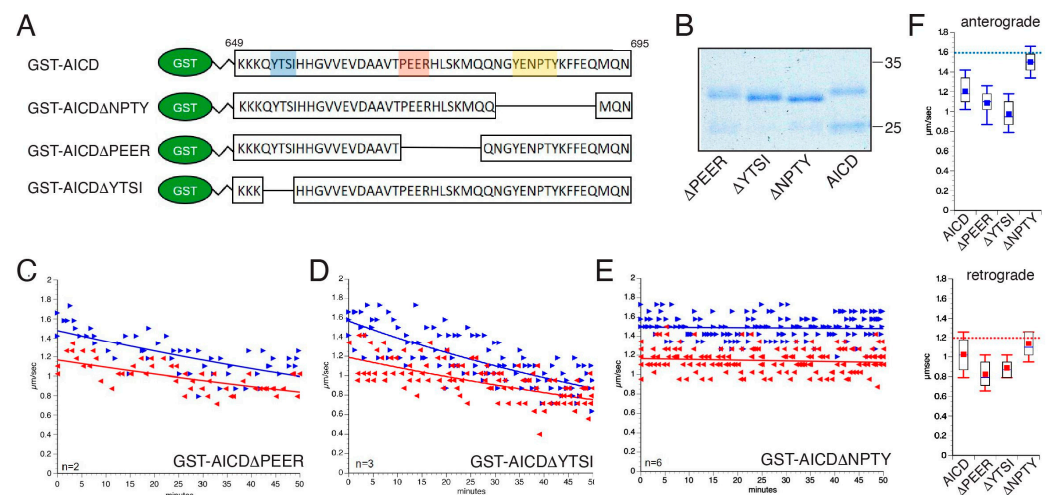 A
649
695
GST-AICD
GST
KKKQYTSIHHGVVEVDAAVTPEERHLSKMQQNGYENPTYKFFEQMQN
GST-AICDΔNPTY
GST
KKKQYTSIHHGVVEVDAAVTPEERHLSKMQQ
MQN
GST-AICDΔPEER
GST
KKKQYTSIHHGVVEVDAAVT
QNGYENPTYKFFEQMQN
GST-AICDΔYTSI
GST
KKK
HHGVVEVDAAVTPEERHLSKMQQNGYENPTYKFFEQMQN
B
35
25
ΔPEER
ΔYTSI
ΔNPTY
AICD
F
anterograde
1.8
1.6
1.4
1.2
1
0.8
0.6
0.4
0.2
0
µm/sec
AICD
ΔPEER
ΔYTSI
ΔNPTY
C
2
1.8
1.6
1.4
1.2
1
0.8
0.6
0.4
0.2
0
µm/sec
n=2
GST-AICDΔPEER
0 5 10 15 20 25 30 35 40 45 50
minutes
D
2
1.8
1.6
1.4
1.2
1
0.8
0.6
0.4
0.2
0
µm/sec
n=3
GST-AICDΔYTSI
0 5 10 15 20 25 30 35 40 45 50
minutes
E
2
1.8
1.6
1.4
1.2
1
0.8
0.6
0.4
0.2
0
µm/sec
n=6
GST-AICDΔNPTY
0 5 10 15 20 25 30 35 40 45 50
minutes
retrograde
1.8
1.6
1.4
1.2
1
0.8
0.6
0.4
0.2
0
µmsec
AICD
ΔPEER
ΔYTSI
ΔNPTY